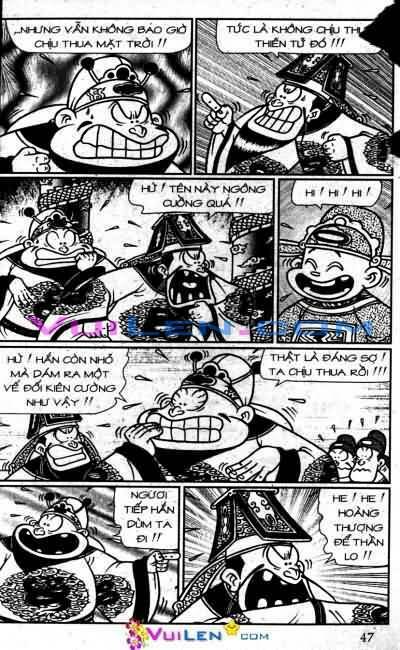 ..NHƯNG VẪN KHÔNG BAO GIỜ
CHỊU THUA MẶT TRỜI !!
TỨC LÀ KHÔNG CHỊU THUA
THIÊN TỬ ĐÓ !!!
HỨ ! TÊN NÀY NGÔNG
CUỒNG QUÁ !!
HI ! HI ! HI !
VUILEN.COM
HỨ ! HẮN CÒN NHỎ
MÀ DÁM RA MỘT
VẾ ĐỐI KIÊN CƯỜNG
NHƯ VẬY !!!
THẬT LÀ ĐÁNG SỢ !
TA CHỊU THUA RỒI !!!
NGƯƠI
TIẾP HẮN
DÙM TA
ĐI !!
HE ! HE !
HOÀNG
THƯỢNG
ĐỂ THẦN
LO !!
47
VUILEN.COM